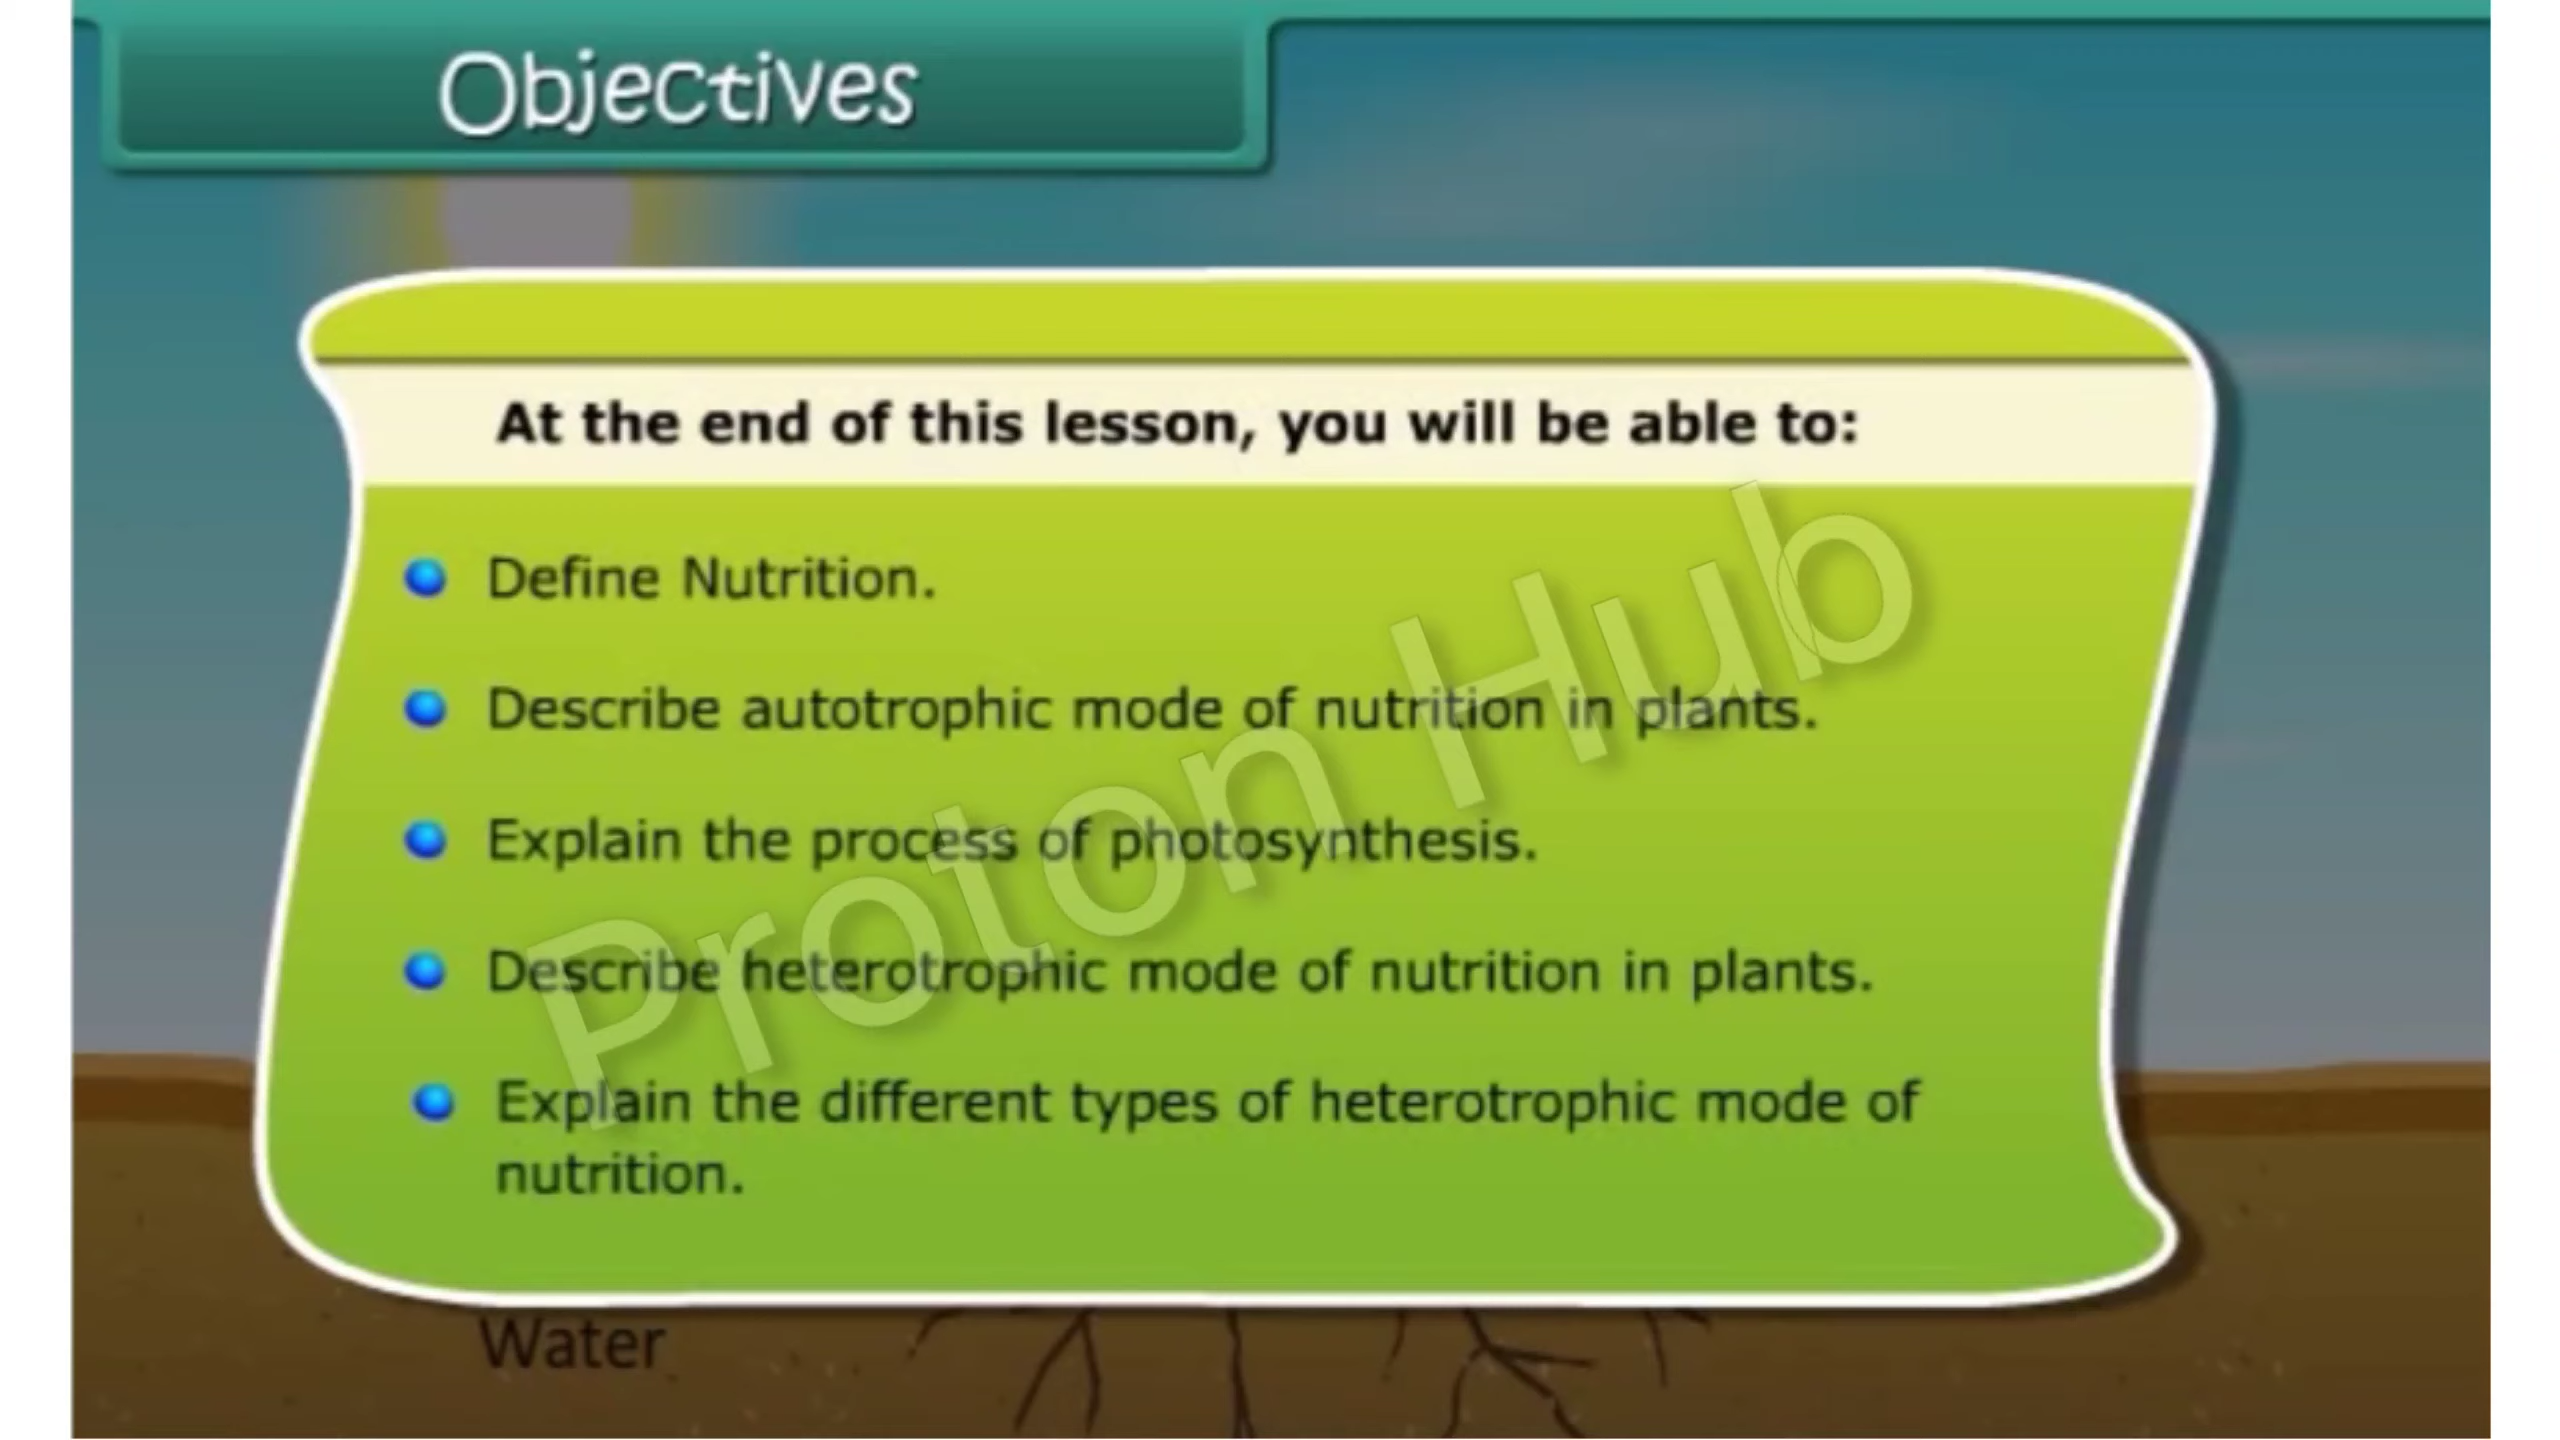 Objectives
At the end of this lesson, you will be able to:
Define Nutrition.
Describe autotrophic mode of nutrition in plants.
Explain the process of photosynthesis.
Describe heterotrophic mode of nutrition in plants.
Explain the different types of heterotrophic mode of
nutrition.
Proton Hub
Water